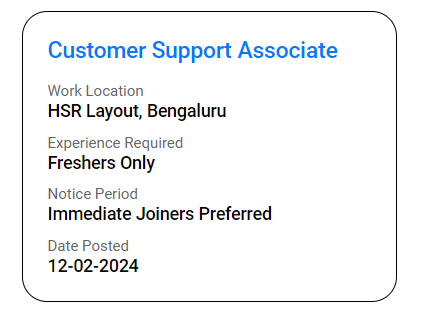 Customer Support Associate
Work Location
HSR Layout, Bengaluru
Experience Required
Freshers Only
Notice Period
Immediate Joiners Preferred
Date Posted
12-02-2024